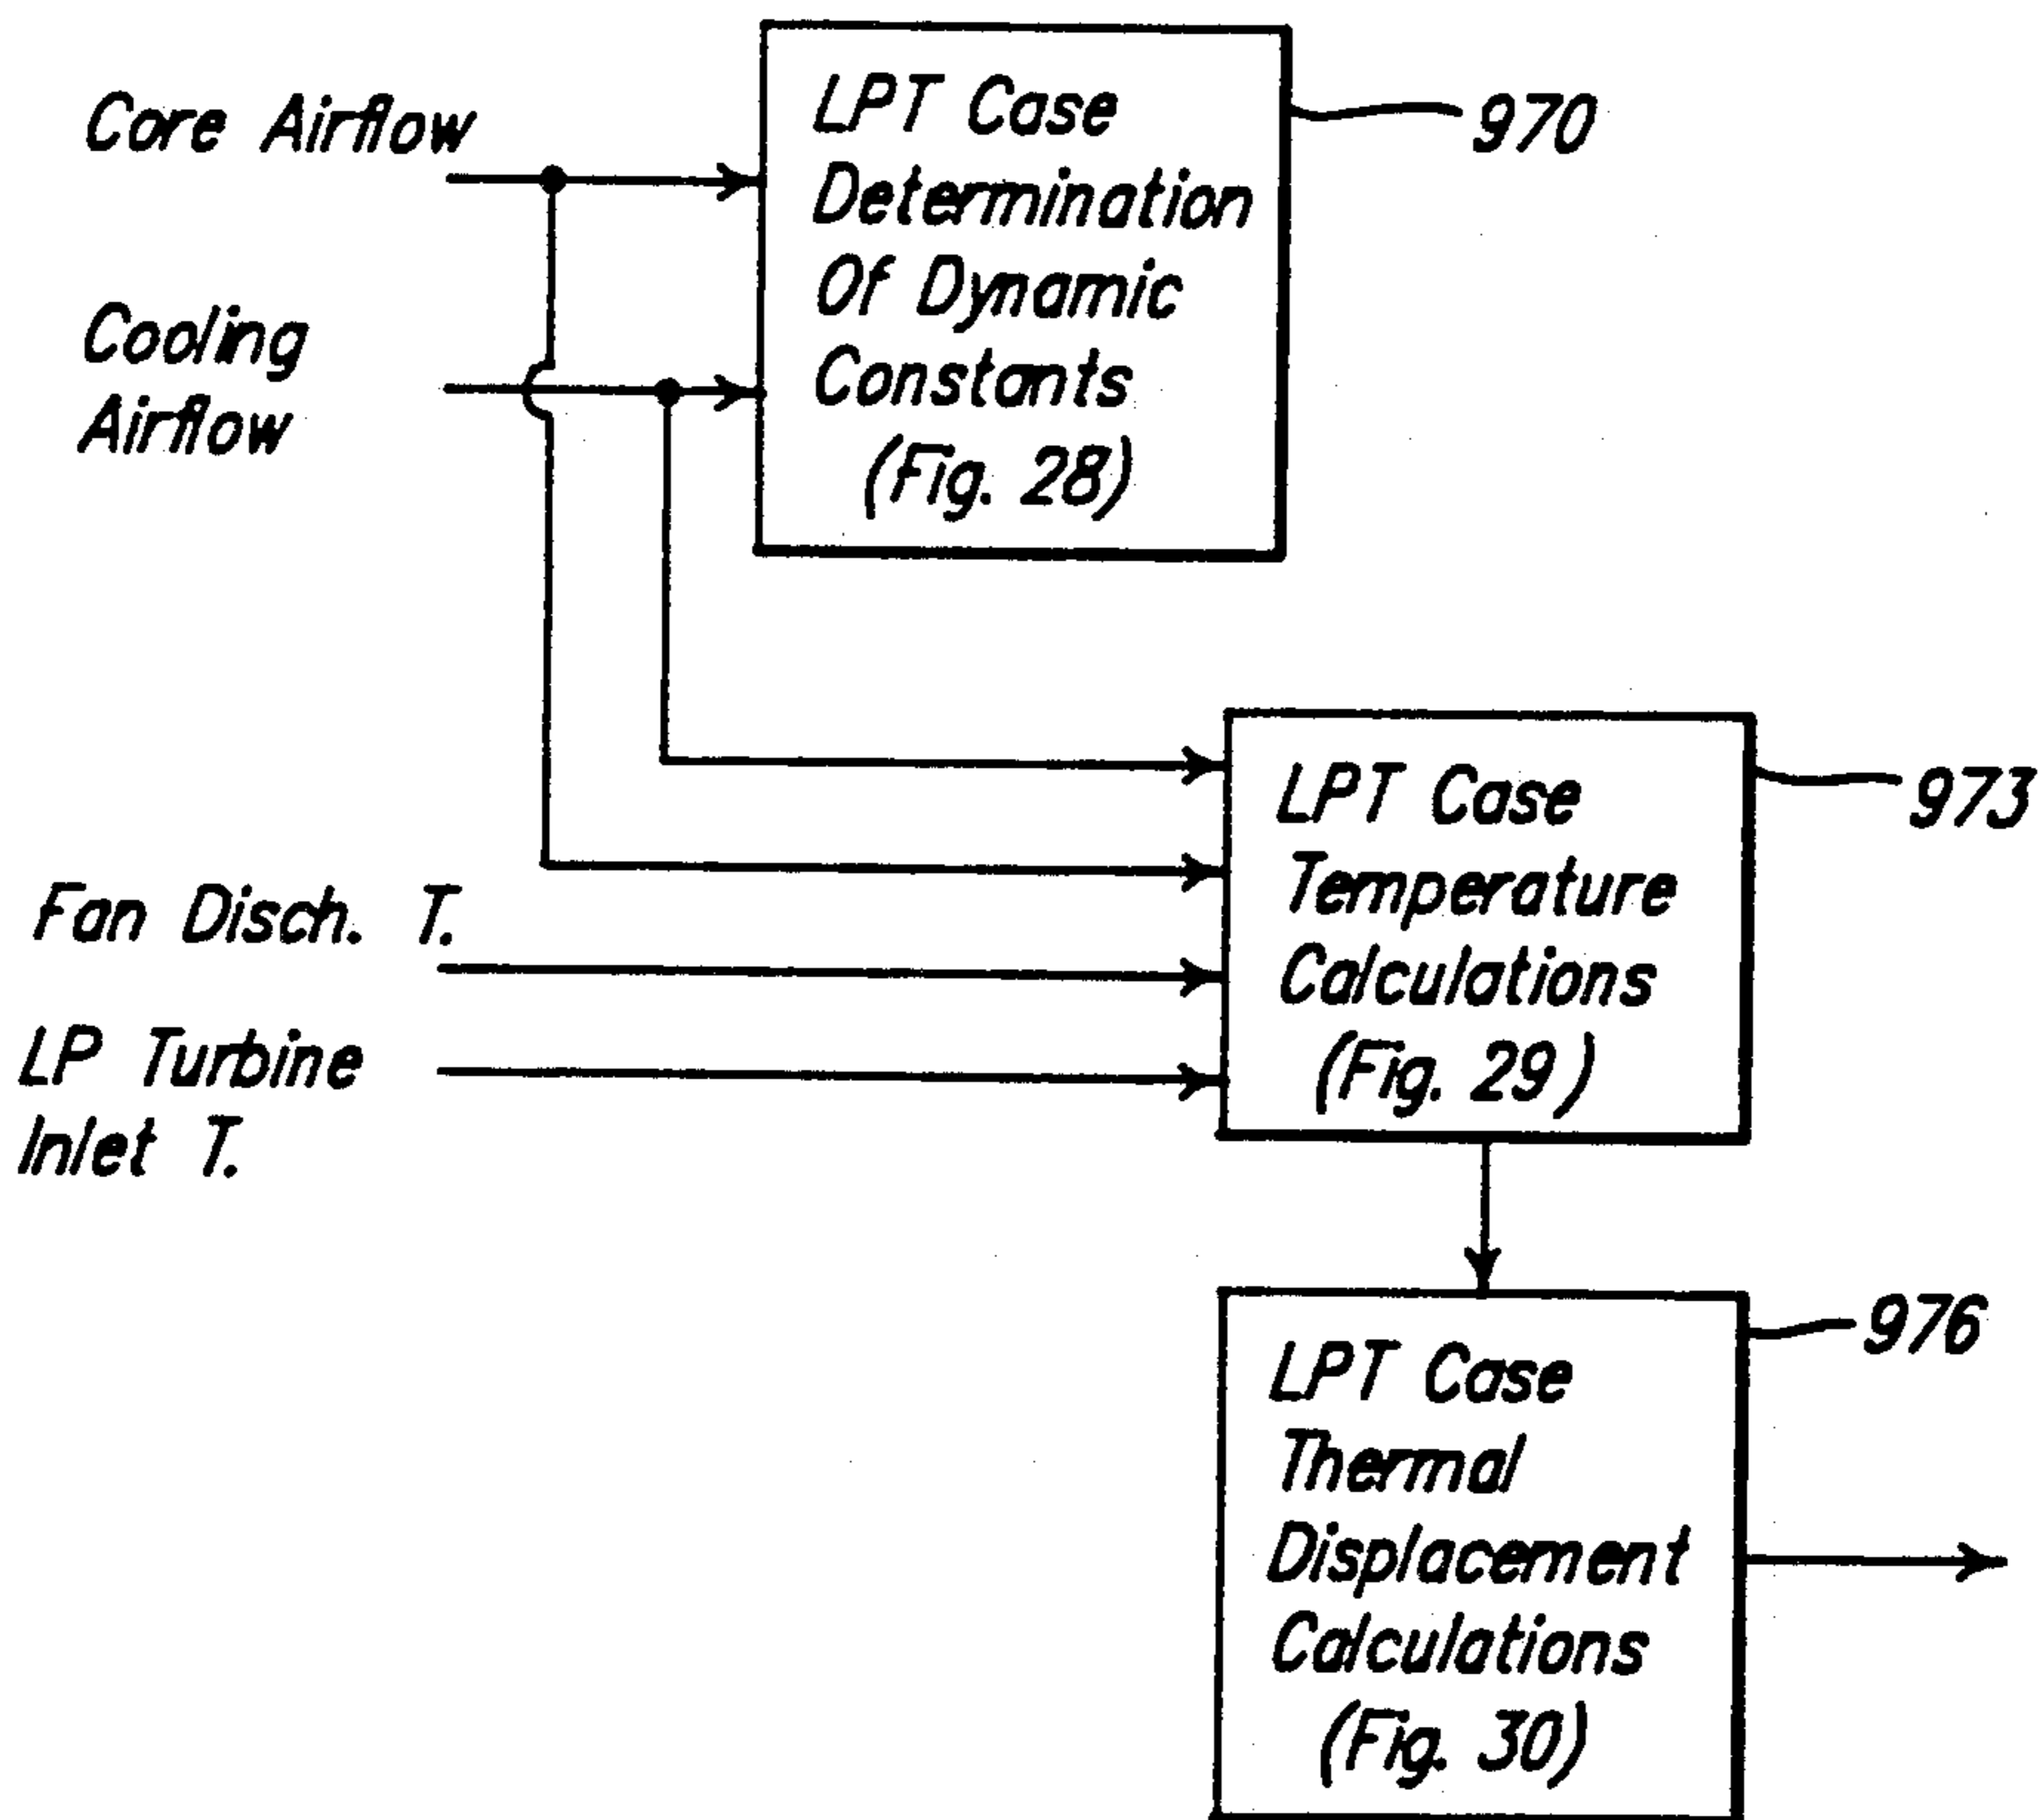 Core Airflow
Cooling
Airflow
LPT Case
Determination
Of Dynamic
Constants
(Fig. 28)
970
LPT Case
Temperature
Calculations
(Fig. 29)
973
Fan Disch. T.
LP Turbine
Inlet T.
LPT Case
Thermal
Displacement
Calculations
(Fig. 30)
976